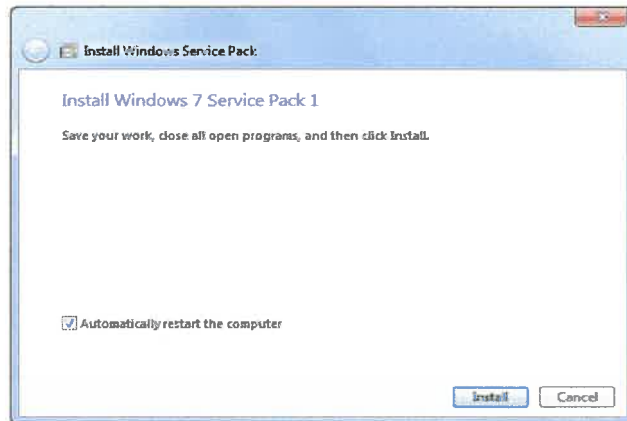 Install Windows Service Pack
Install Windows 7 Service Pack 1
Save your work, close all open programs, and then click Install.
Automatically restart the computer
Install
Cancel